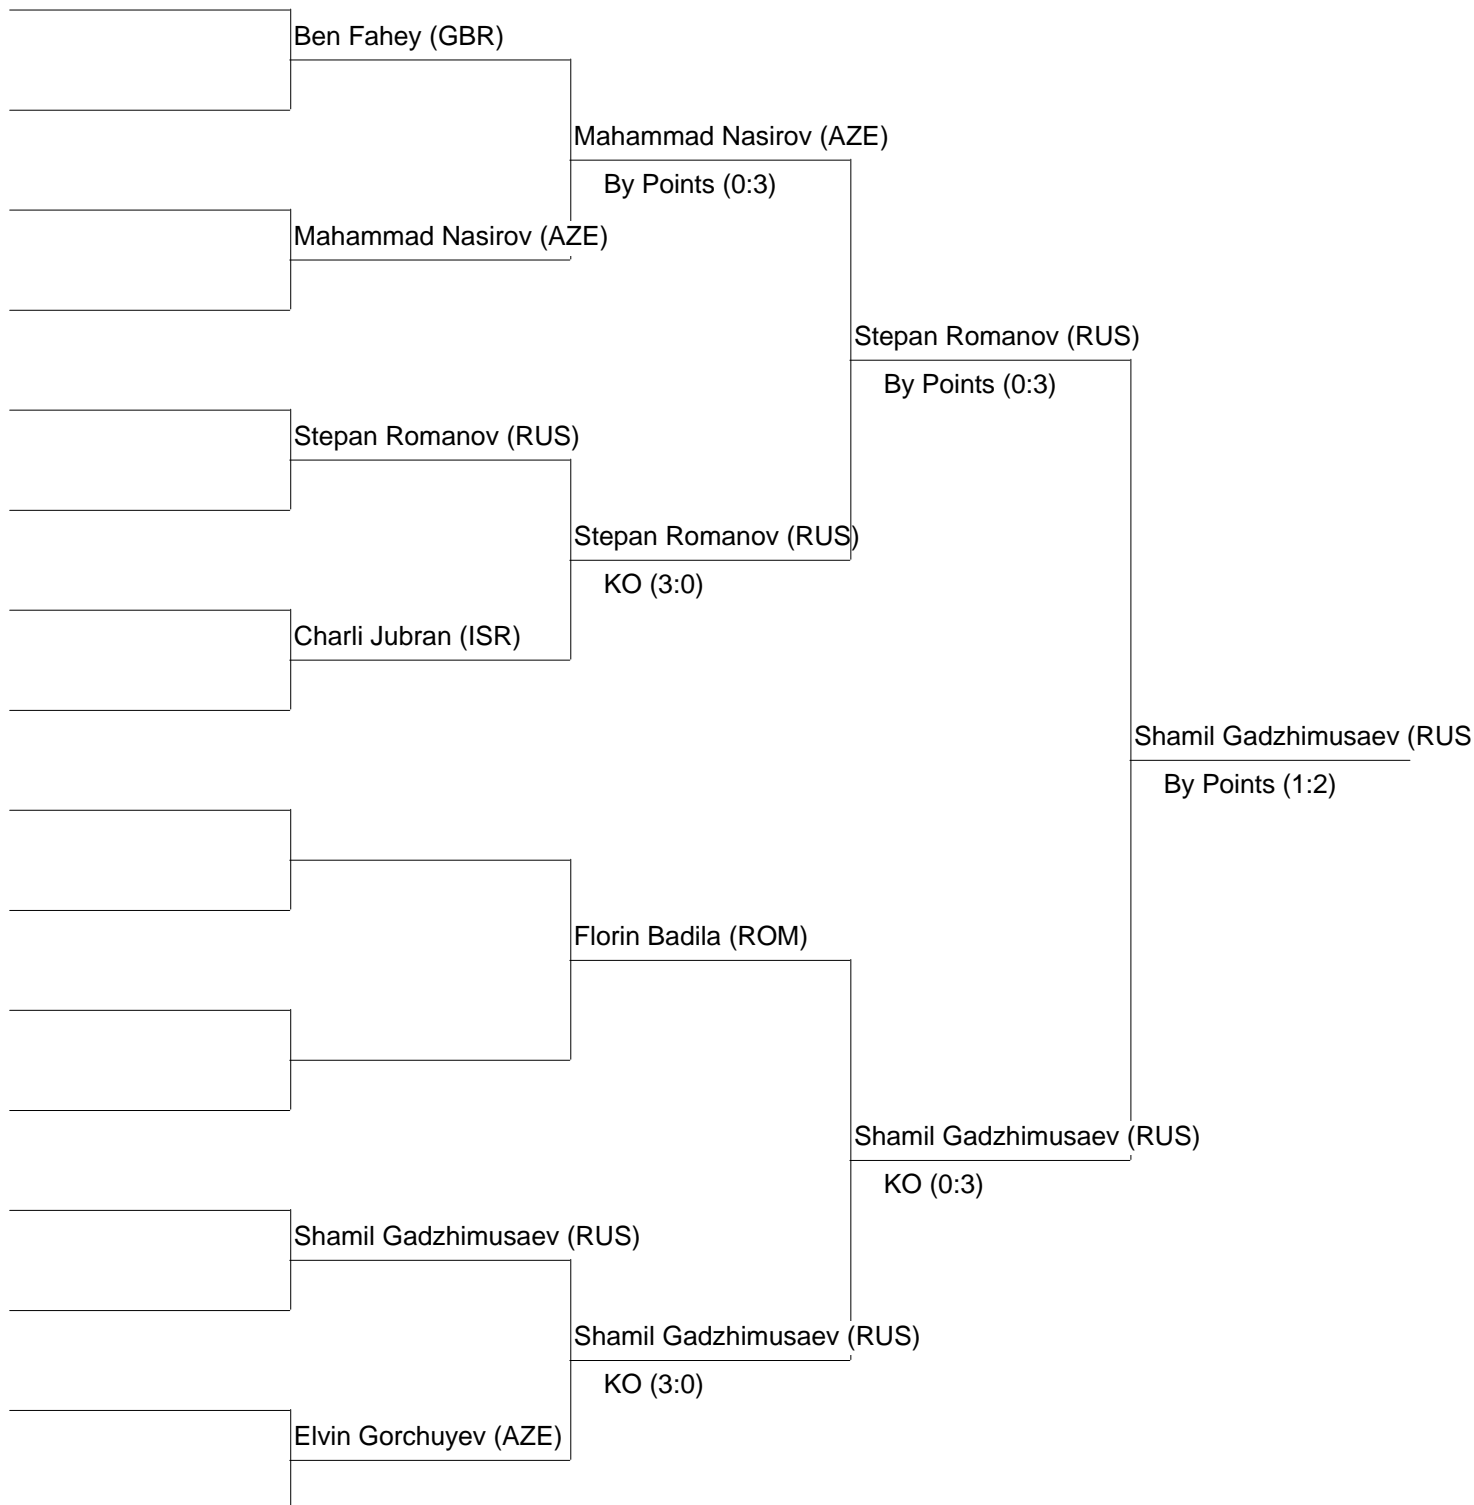 Ben Fahey (GBR)
Mahammad Nasirov (AZE)
By Points (0:3)
Mahammad Nasirov (AZE)
Stepan Romanov (RUS)
By Points (0:3)
Stepan Romanov (RUS)
Stepan Romanov (RUS)
KO (3:0)
Charli Jubran (ISR)
Shamil Gadzhimusaev (RUS
By Points (1:2)
Florin Badila (ROM)
Shamil Gadzhimusaev (RUS)
KO (0:3)
Shamil Gadzhimusaev (RUS)
Shamil Gadzhimusaev (RUS)
KO (3:0)
Elvin Gorchuyev (AZE)